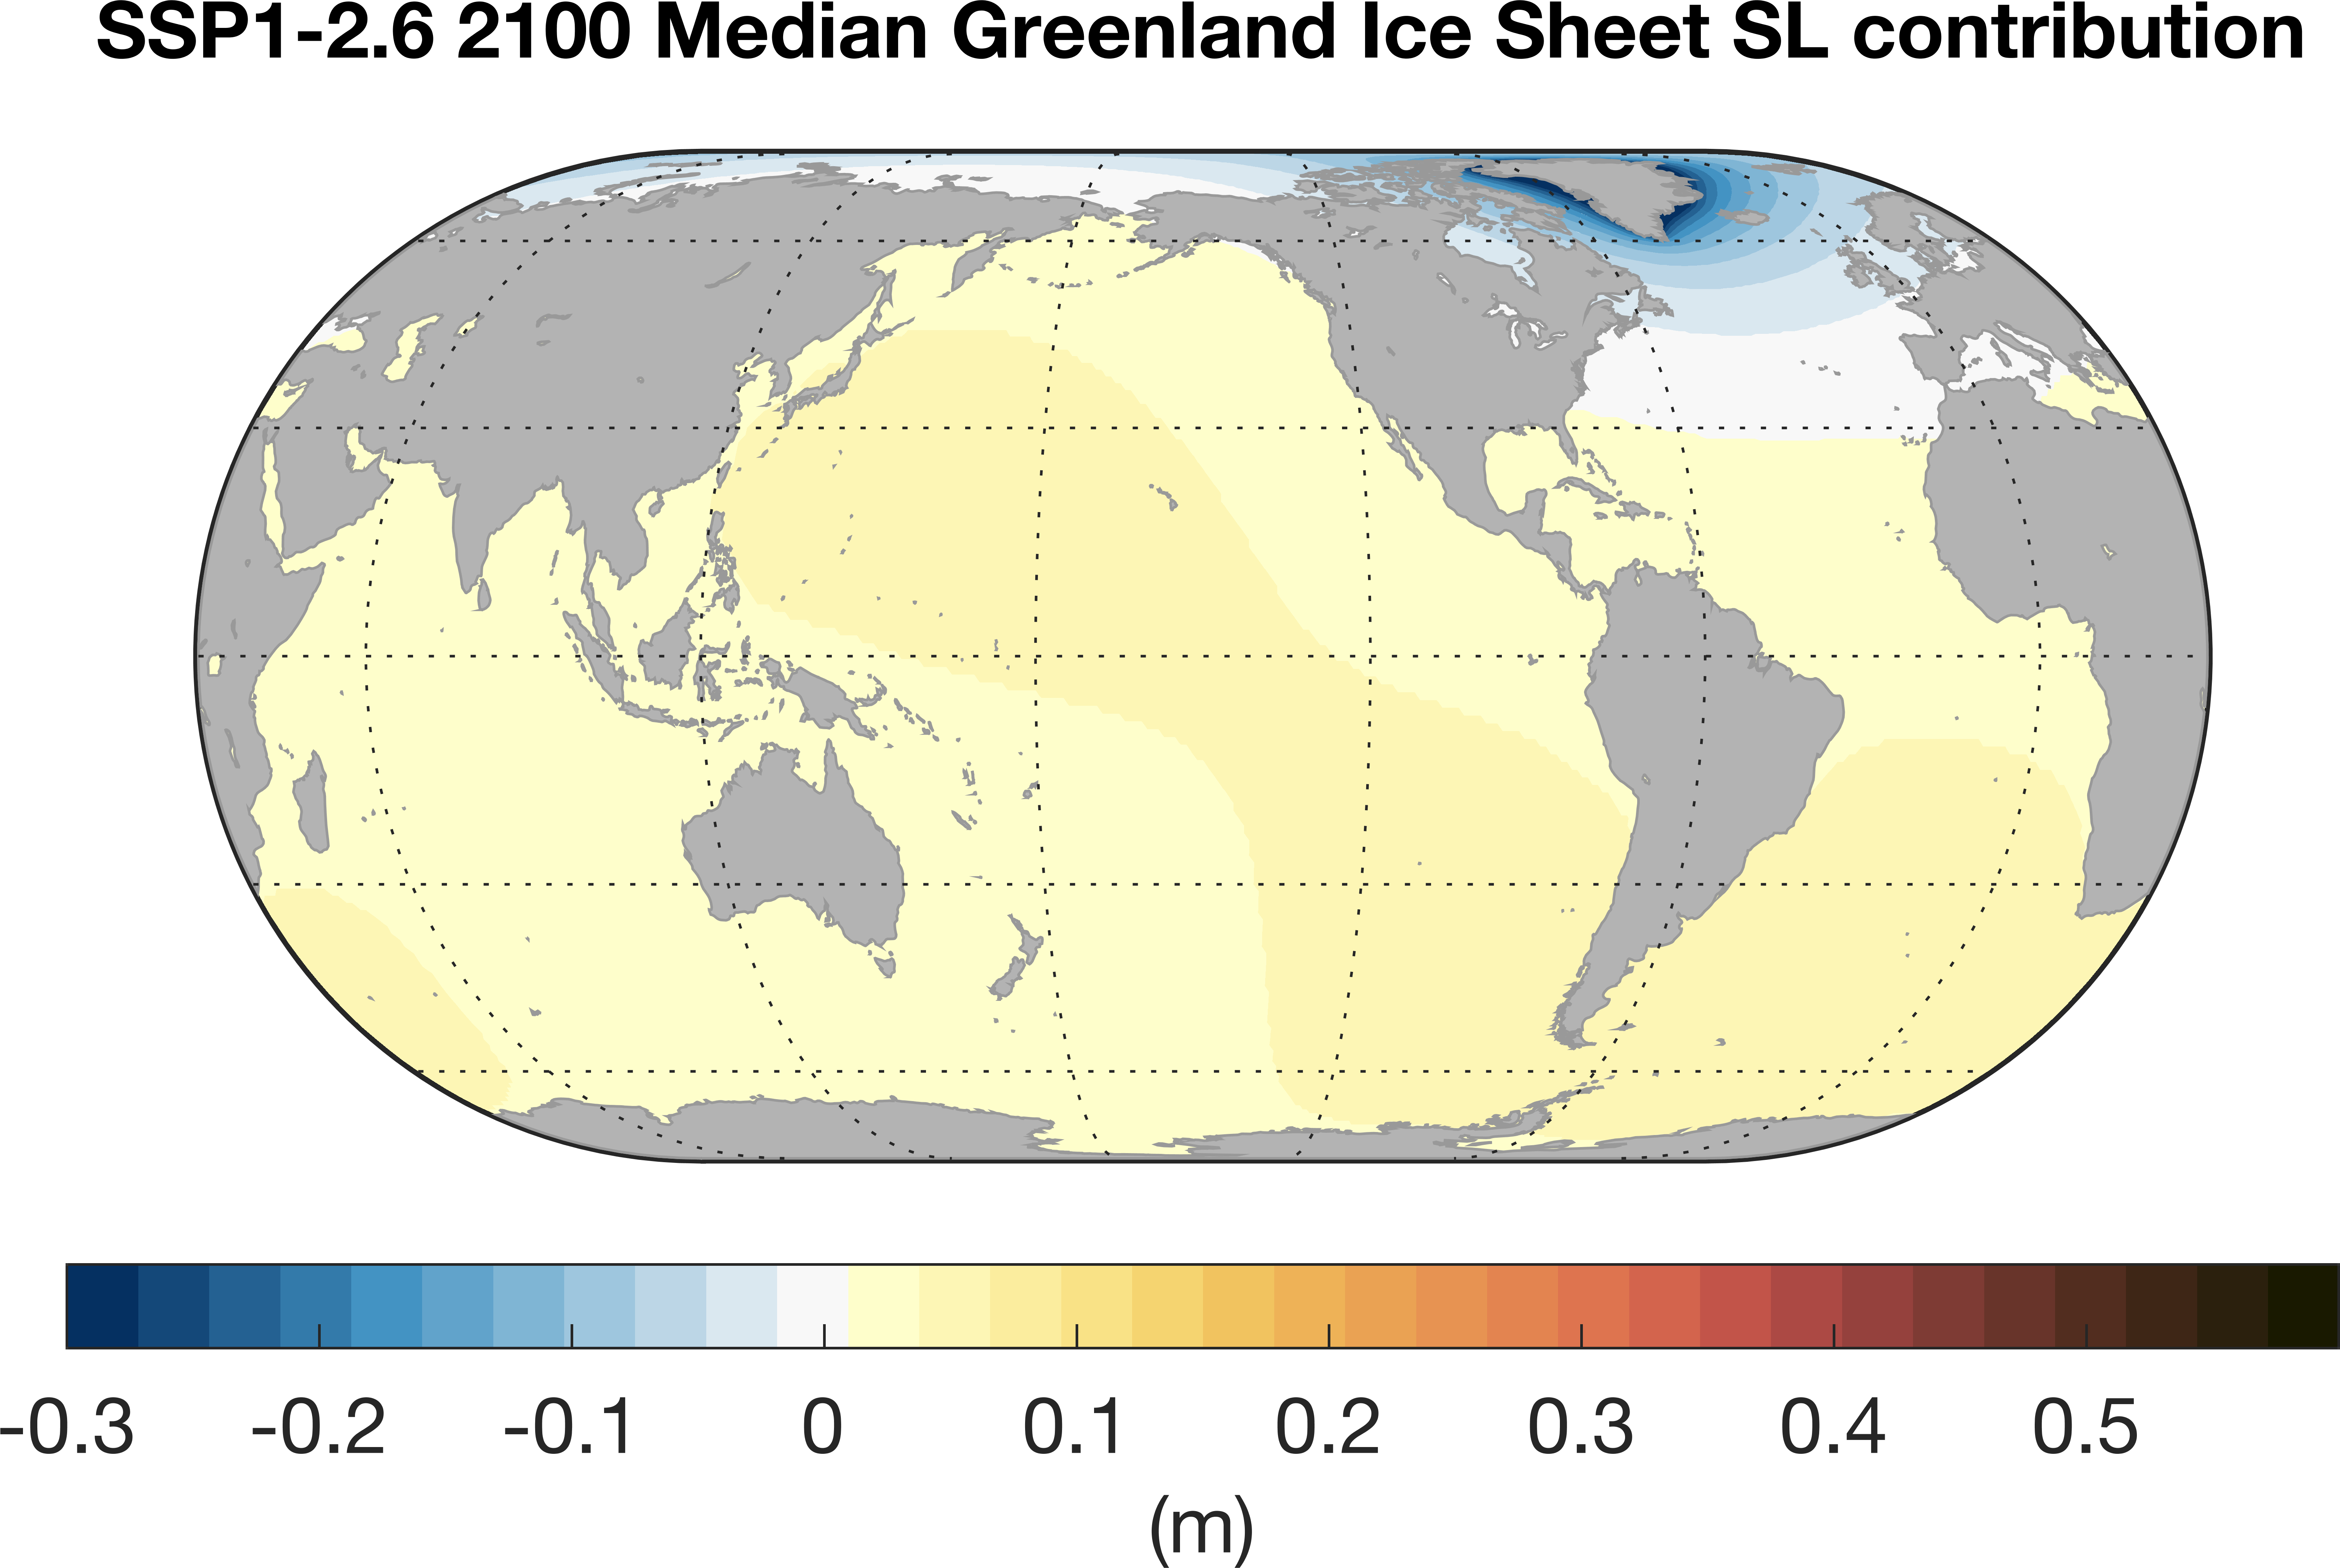 SSP1-2.6 2100 Median Greenland Ice Sheet SL contribution
-0.3 -0.2 -0.1 0 0.1 0.2 0.3 0.4 0.5
(m)